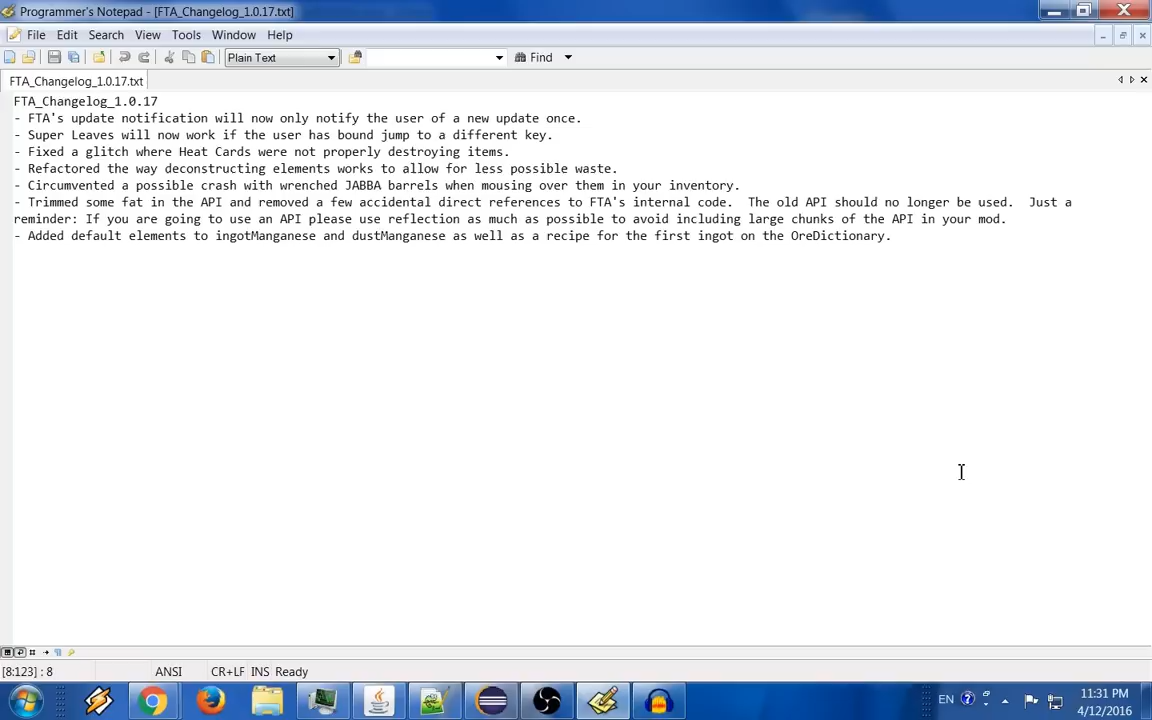 Programmer's Notepad - [FTA_Changelog_1.0.17.txt]
File Edit Search View Tools Window Help
Plain Text Find
FTA_Changelog_1.0.17.txt
FTA_Changelog_1.0.17
- FTA's update notification will now only notify the user of a new update once.
- Super Leaves will now work if the user has bound jump to a different key.
- Fixed a glitch where Heat Cards were not properly destroying items.
- Refactored the way deconstructing elements works to allow for less possible waste.
- Circumvented a possible crash with wrenched JABBA barrels when mousing over them in your inventory.
- Trimmed some fat in the API and removed a few accidental direct references to FTA's internal code.  The old API should no longer be used.  Just a
reminder: If you are going to use an API please use reflection as much as possible to avoid including large chunks of the API in your mod.
- Added default elements to ingotManganese and dustManganese as well as a recipe for the first ingot on the OreDictionary.
[8:123] : 8 ANSI CR+LF INS Ready
EN 11:31 PM
4/12/2016